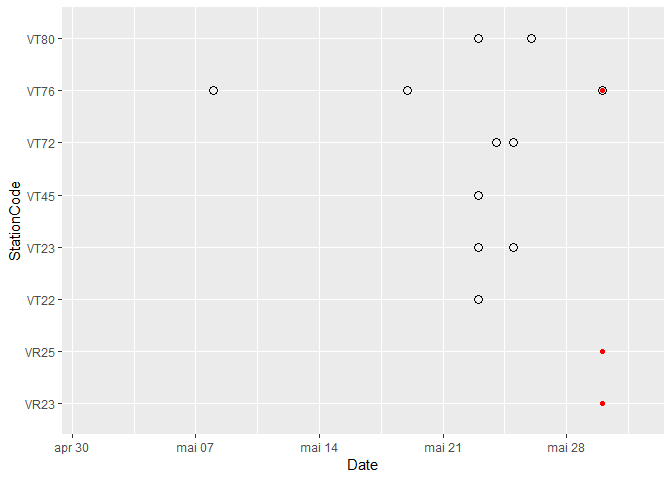 VT80
VT76
VT72
VT45
VT23
VT22
VR25
VR23
StationCode
apr 30 mai 07 mai 14 mai 21 mai 28
Date